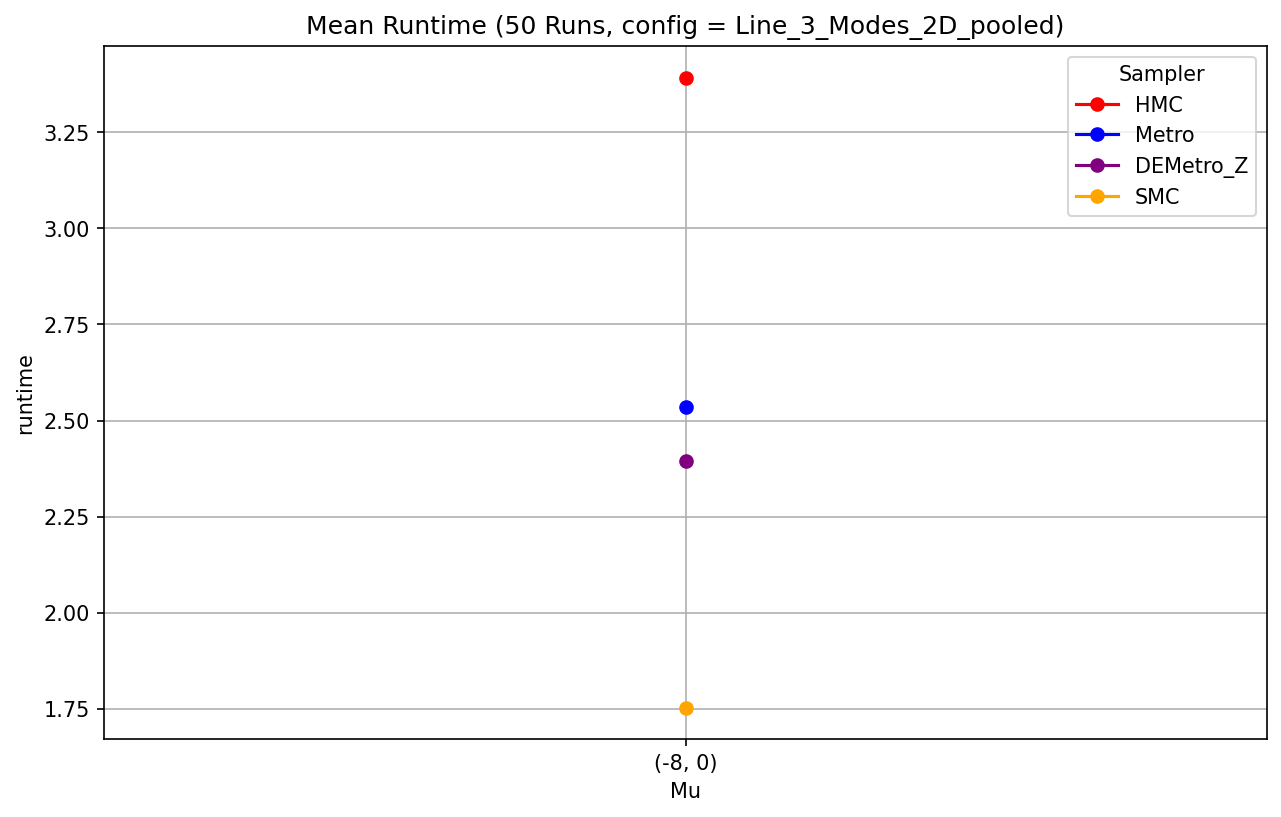 Mean Runtime (50 Runs, config = Line_3_Modes_2D_pooled)
Sampler
HMC
Metro
DEMetro_Z
SMC
runtime
3.25
3.00
2.75
2.50
2.25
2.00
1.75
(-8, 0)
Mu